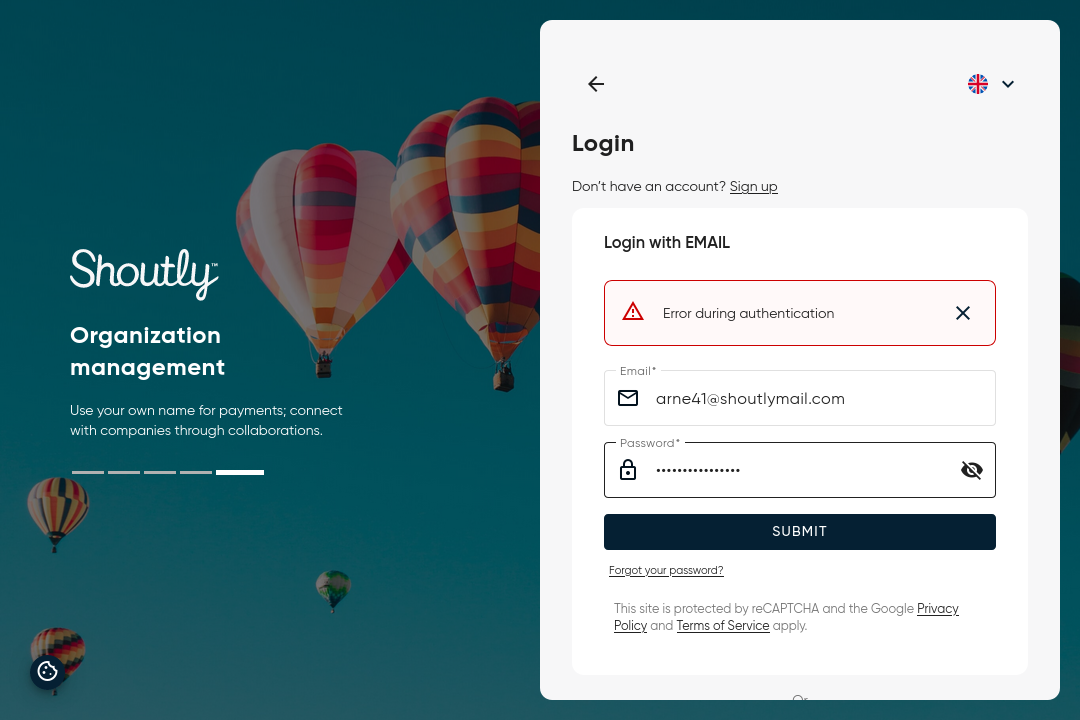 Shoutly™
Organization
management
Use your own name for payments; connect
with companies through collaborations.
Login
Don't have an account? Sign up
Login with EMAIL
Error during authentication
Email*
arne41@shoutlymail.com
Password*
••••••••••••••••
SUBMIT
Forgot your password?
This site is protected by reCAPTCHA and the Google Privacy
Policy and Terms of Service apply.
Or